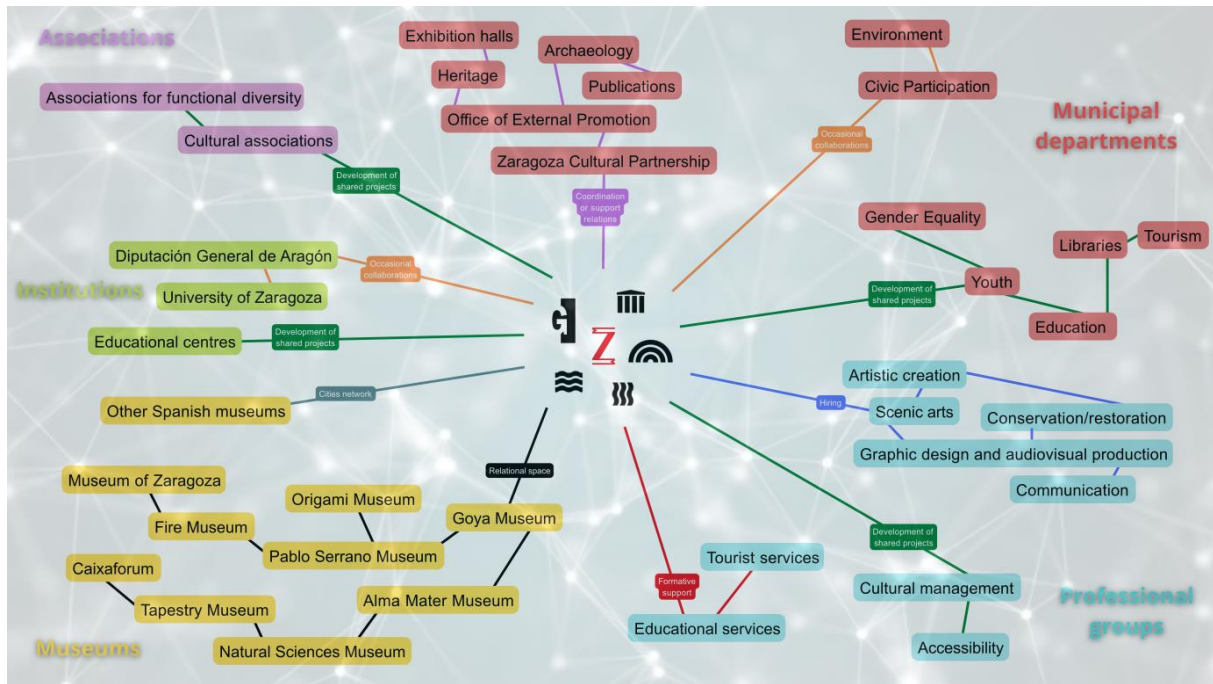 Associations
Associations for functional diversity
Cultural associations
Development of
shared projects
Exhibition halls
Heritage
Archaeology
Publications
Office of External Promotion
Zaragoza Cultural Partnership
Coordination
or support
relations
Environment
Civic Participation
Occasional
collaborations
Municipal
departments
Gender Equality
Libraries
Tourism
Youth
Education
Development of
shared projects
Diputación General de Aragón
Occasional
collaborations
Institutions
University of Zaragoza
Educational centres
Development of
shared projects
Other Spanish museums
Cities network
G
Z
Artistic creation
Hiring
Scenic arts
Conservation/restoration
Graphic design and audiovisual production
Communication
Relational space
Museum of Zaragoza
Origami Museum
Goya Museum
Fire Museum
Pablo Serrano Museum
Caixaforum
Tapestry Museum
Alma Mater Museum
Natural Sciences Museum
Museums
Formative
support
Tourist services
Educational services
Development of
shared projects
Cultural management
Accessibility
Professional
groups